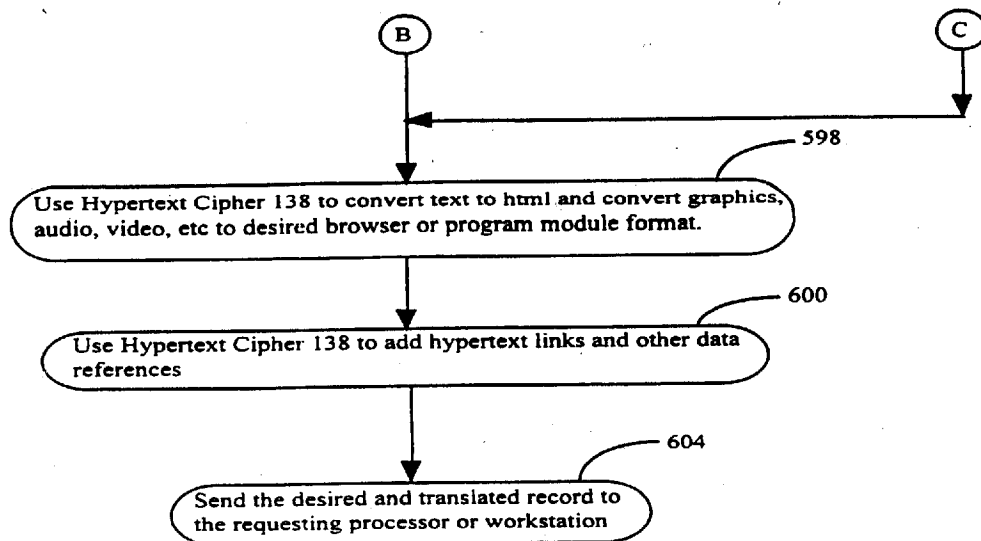 B
C
598
Use Hypertext Cipher 138 to convert text to html and convert graphics,
audio, video, etc to desired browser or program module format.
600
Use Hypertext Cipher 138 to add hypertext links and other data
references
604
Send the desired and translated record to
the requesting processor or workstation